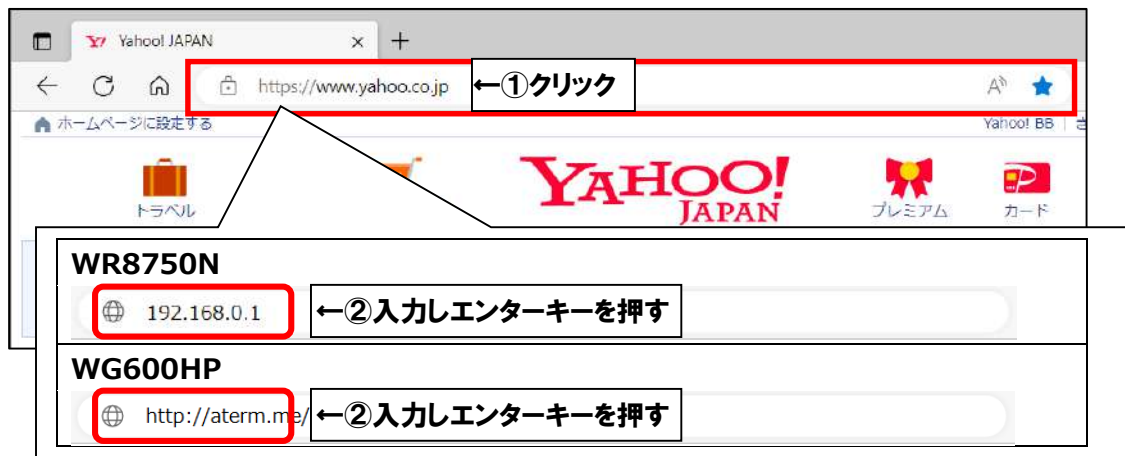 Yahoo! JAPAN
https://www.yahoo.co.jp
←①クリック
ホームページに設定する
Yahoo! BB
トラベル
YAHOO!
JAPAN
プレミアム
カード
WR8750N
192.168.0.1
←②入力しエンターキーを押す
WG600HP
http://aterm.me/
←②入力しエンターキーを押す